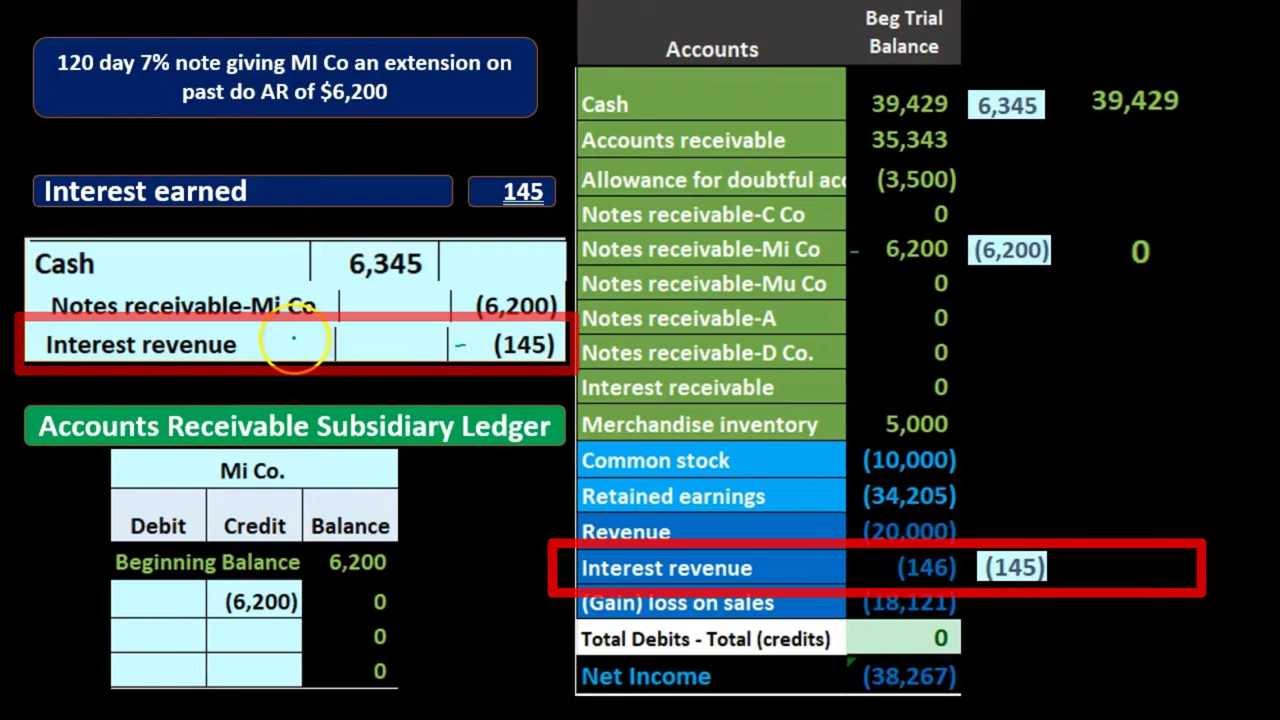 120 day 7% note giving MI Co an extension on
past do AR of $6,200
Interest earned 145
Cash 6,345
Notes receivable-Mi Co (6,200)
Interest revenue (145)
Accounts Receivable Subsidiary Ledger
Mi Co.
Debit Credit Balance
Beginning Balance 6,200
(6,200) 0
0
0
Accounts Beg Trial Balance
Cash 39,429 6,345 39,429
Accounts receivable 35,343
Allowance for doubtful acc (3,500)
Notes receivable-C Co 0
Notes receivable-Mi Co 6,200 (6,200) 0
Notes receivable-Mu Co 0
Notes receivable-A 0
Notes receivable-D Co. 0
Interest receivable 0
Merchandise inventory 5,000
Common stock (10,000)
Retained earnings (34,205)
Revenue (20,000)
Interest revenue (146) (145)
(Gain) loss on sales (18,121)
Total Debits - Total (credits) 0
Net Income (38,267)